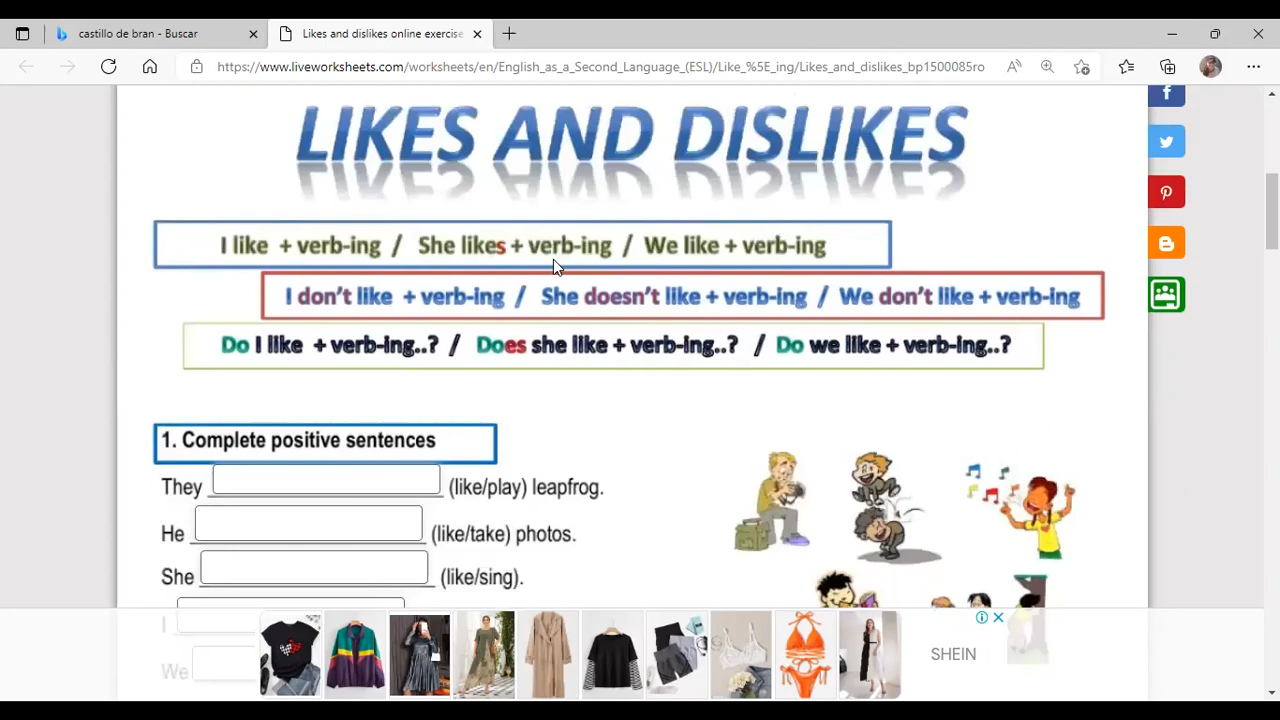 castillo de bran - Buscar
Likes and dislikes online exercise
https://www.liveworksheets.com/worksheets/en/English_as_a_Second_Language_(ESL)/Like_%5E_ing/Likes_and_dislikes_bp1500085ro
LIKES AND DISLIKES
I like + verb-ing / She likes + verb-ing / We like + verb-ing
I don't like + verb-ing / She doesn't like + verb-ing / We don't like + verb-ing
Do I like + verb-ing..? / Does she like + verb-ing..? / Do we like + verb-ing..?
1. Complete positive sentences
They (like/play) leapfrog.
He (like/take) photos.
She (like/sing).
I
We
SHEIN